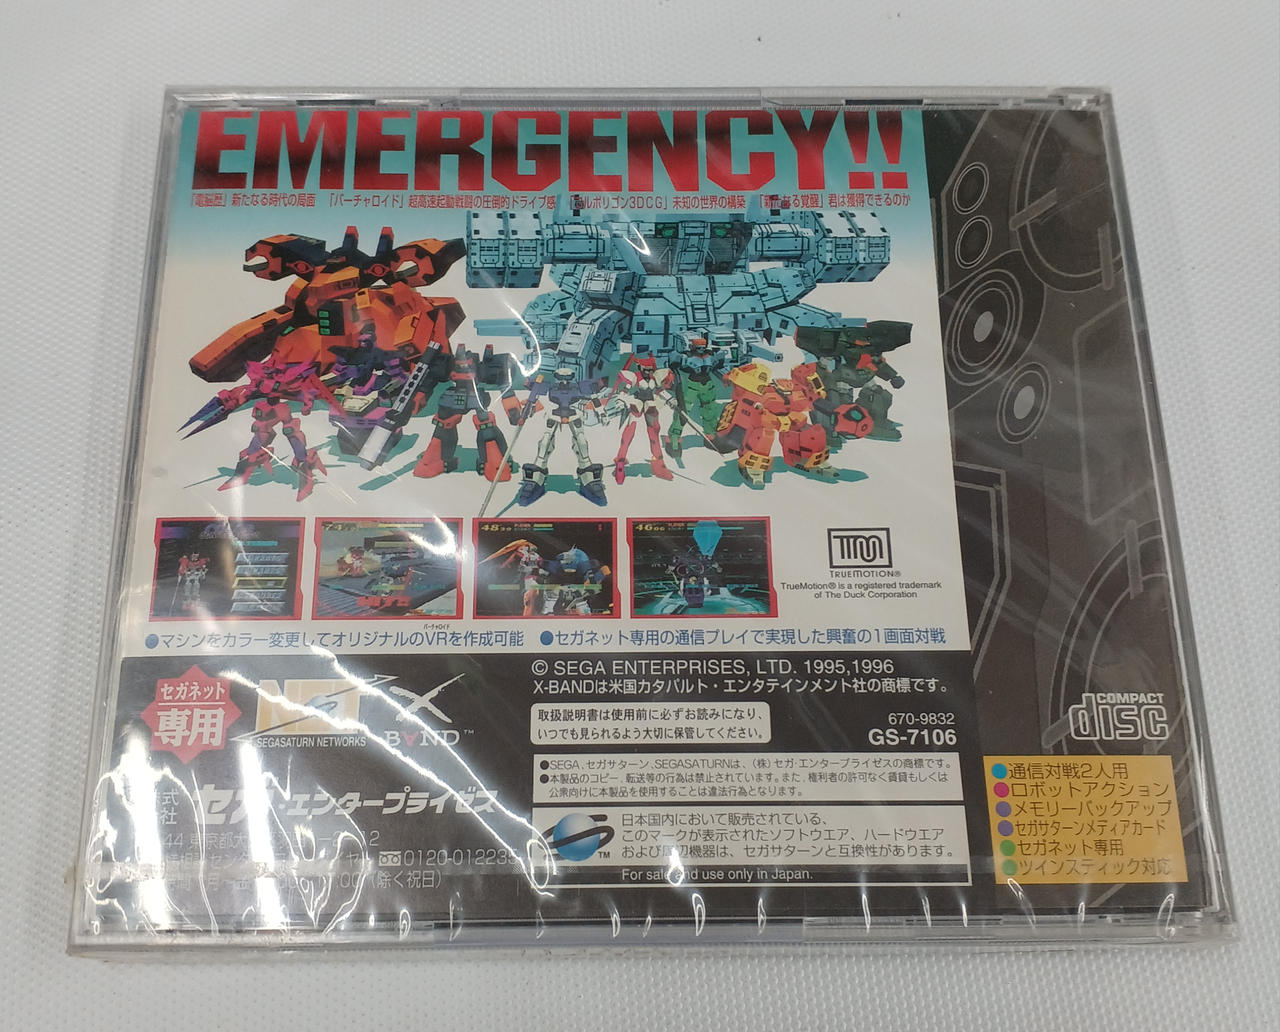 EMERGENCY!!
「電脳歴」新たなる時代の局面 「バーチャロイド」超高速起動戦闘の圧倒的ドライブ感 ルポリゴン3DCG」未知の世界の構築 「新たなる覚醒」君は獲得できるのか
TM
TRUEMOTION®
TrueMotion® is a registered trademark
of The Duck Corporation
バーチャロイド
●マシンをカラー変更してオリジナルのVRを作成可能 ●セガネット専用の通信プレイで実現した興奮の1画面対戦
© SEGA ENTERPRISES, LTD. 1995,1996
X-BANDは米国カタパルト・エンタテインメント社の商標です。
セガネット
専用
SEGASATURN NETWORKS
X BAND™
取扱説明書は使用前に必ずお読みになり、
いつでも見られるよう大切に保管してください。
670-9832
GS-7106
COMPACT
disc
●SEGA、セガサターン、SEGASATURNは、(株)セガ・エンタープライゼスの商標です。
●本製品のコピー、転送等の行為は禁止されています。また、権利者の許可なく賃貸もしくは
公衆向けに本製品を使用することは違法行為となります。
式
社
セガ・エンタープライゼス
44 東京都大
0120-012235
(除く祝日)
日本国内において販売されている、
このマークが表示されたソフトウエア、ハードウエア
および周辺機器は、セガサターンと互換性があります。
TM
For sale and use only in Japan.
●通信対戦2人用
●ロボットアクション
●メモリーバックアップ
●セガサターンメディアカード
●セガネット専用
●ツインスティック対応